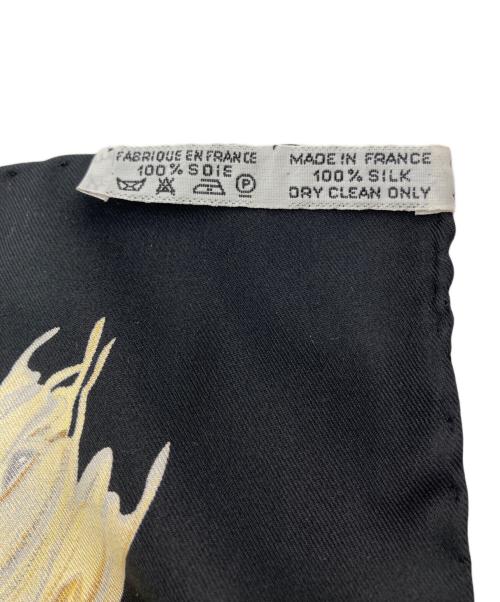 FABRIQUE EN FRANCE
100% SOIE
P
MADE IN FRANCE
100% SILK
DRY CLEAN ONLY